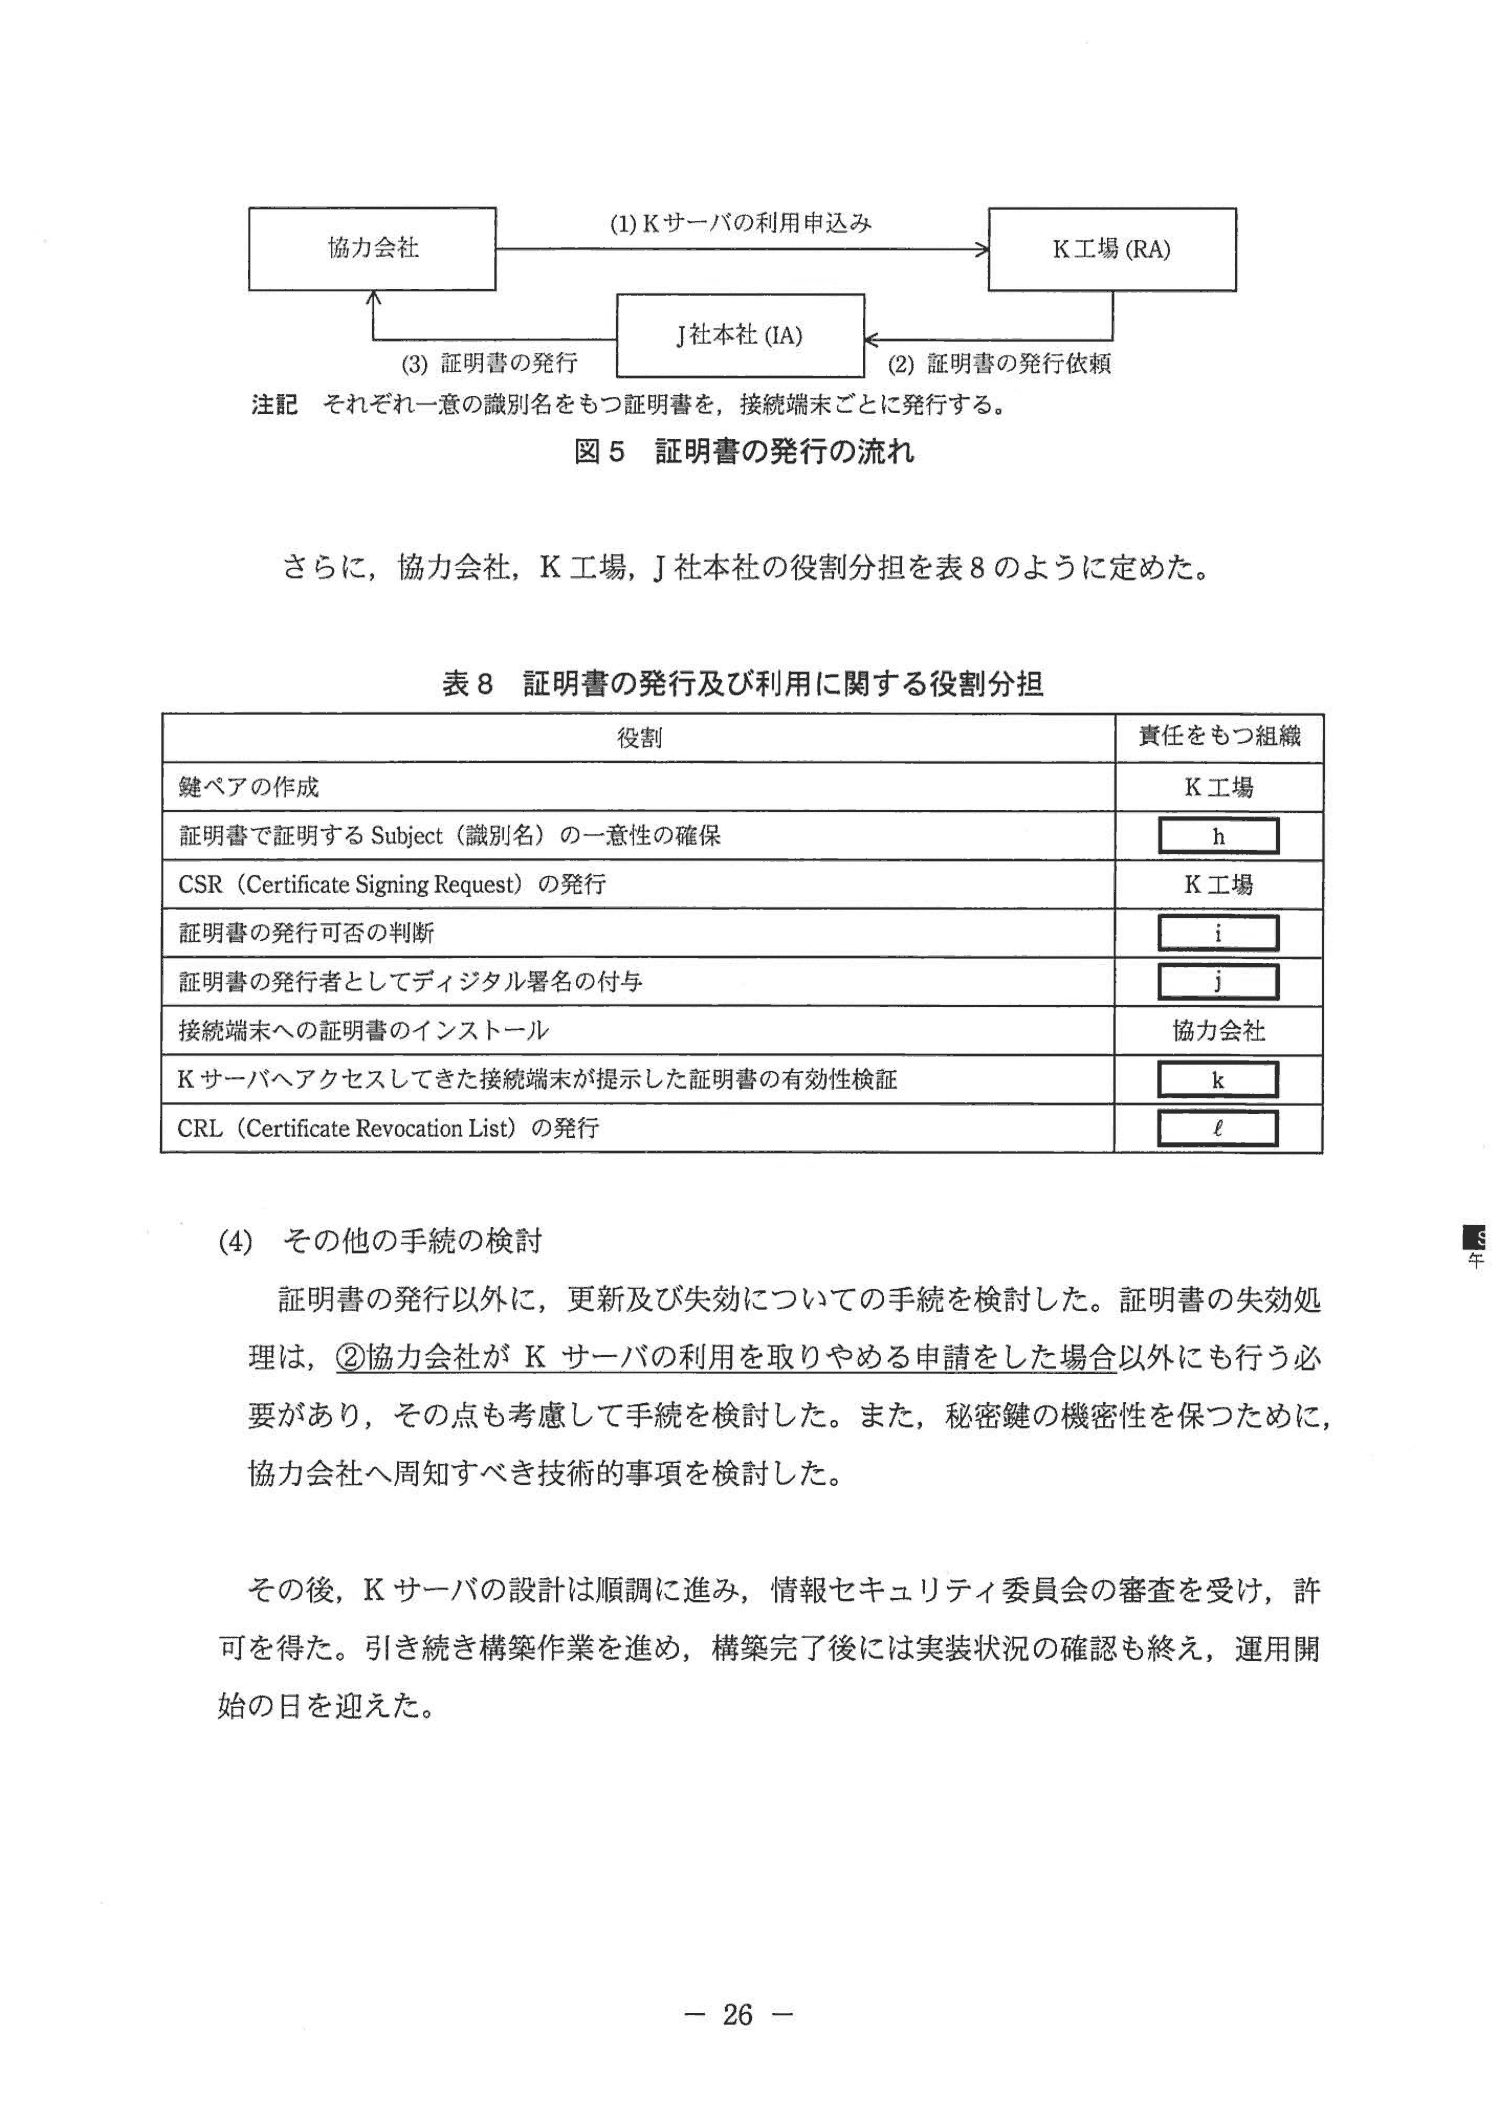 (1) Kサーバの利用申込み
協力会社
K工場 (RA)
J社本社 (IA)
(3) 証明書の発行
(2) 証明書の発行依頼
注記 それぞれ一意の識別名をもつ証明書を，接続端末ごとに発行する。
図5 証明書の発行の流れ
さらに，協力会社，K 工場，J 社本社の役割分担を表 8 のように定めた。
表8 証明書の発行及び利用に関する役割分担
役割 責任をもつ組織
鍵ペアの作成 K 工場
証明書で証明する Subject（識別名）の一意性の確保 h
CSR（Certificate Signing Request）の発行 K 工場
証明書の発行可否の判断 i
証明書の発行者としてディジタル署名の付与 j
接続端末への証明書のインストール 協力会社
K サーバへアクセスしてきた接続端末が提示した証明書の有効性検証 k
CRL（Certificate Revocation List）の発行 ℓ
(4) その他の手続の検討
証明書の発行以外に，更新及び失効についての手続を検討した。証明書の失効処
理は，②協力会社が K サーバの利用を取りやめる申請をした場合以外にも行う必
要があり，その点も考慮して手続を検討した。また，秘密鍵の機密性を保つために，
協力会社へ周知すべき技術的事項を検討した。
その後，K サーバの設計は順調に進み，情報セキュリティ委員会の審査を受け，許
可を得た。引き続き構築作業を進め，構築完了後には実装状況の確認も終え，運用開
始の日を迎えた。
午
－ 26 －